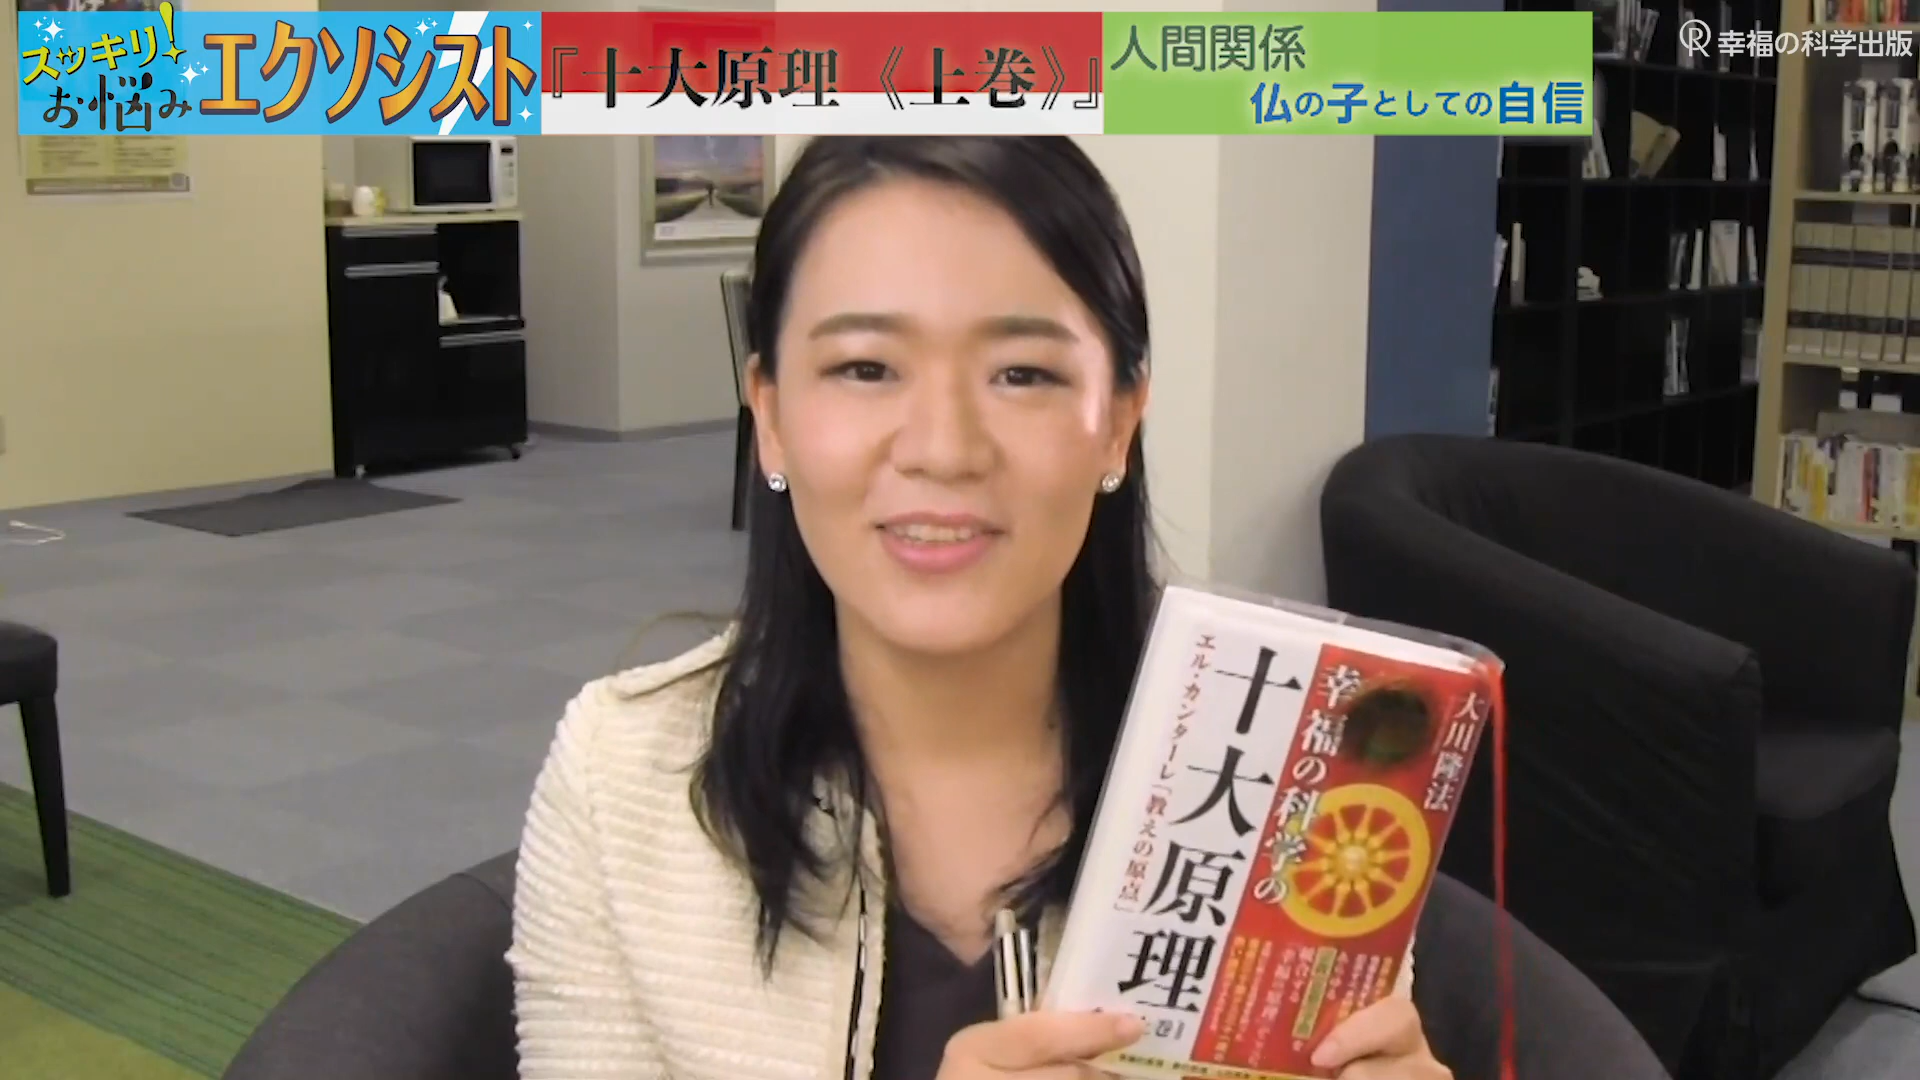 スッキリ!
お悩み
エクソシスト
『十大原理《上巻》』
人間関係
仏の子としての自信
幸福の科学出版
大川隆法
幸福の科学の
十大原理
エル・カンターレ「教えの原点」
上巻